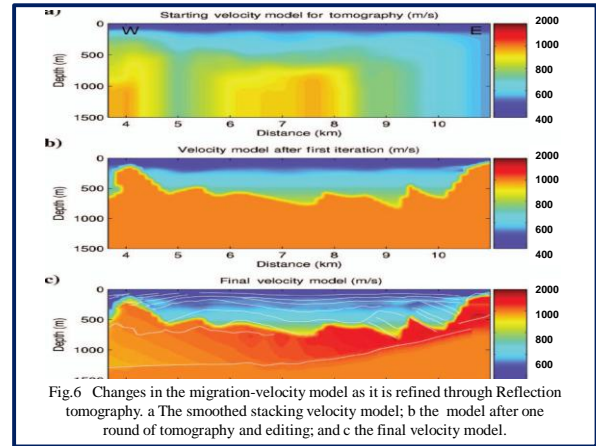 a)
Starting velocity model for tomography (m/s)
W
E
0
500
1000
1500
Depth (m)
4 5 6 7 8 9 10
Distance (km)
2000
1000
800
600
400
b)
Velocity model after first iteration (m/s)
0
500
1000
1500
Depth (m)
4 5 6 7 8 9 10
Distance (km)
2000
1000
800
600
400
c)
Final velocity model (m/s)
0
500
1000
Depth (m)
2000
1000
800
600
Fig.6 Changes in the migration-velocity model as it is refined through Reflection
tomography. a The smoothed stacking velocity model; b the model after one
round of tomography and editing; and c the final velocity model.